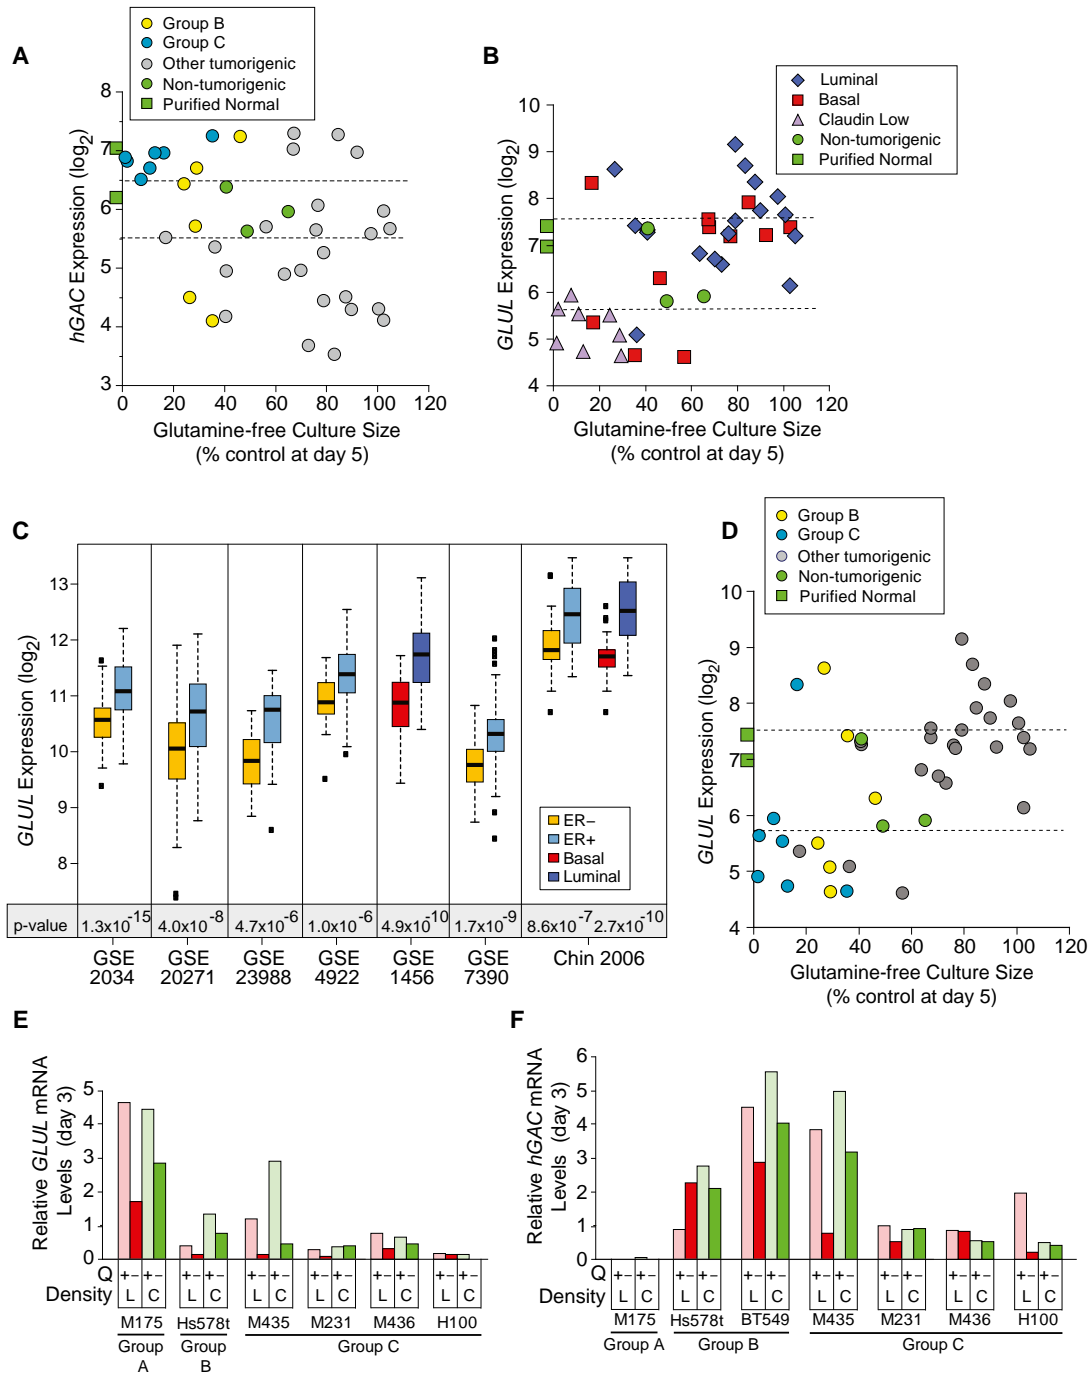 A
Group B
Group C
Other tumorigenic
Non-tumorigenic
Purified Normal
hGAC Expression (log2)
8
7
6
5
4
3
0 20 40 60 80 100 120
Glutamine-free Culture Size
(% control at day 5)
B
Luminal
Basal
Claudin Low
Non-tumorigenic
Purified Normal
GLUL Expression (log2)
10
9
8
7
6
5
4
0 20 40 60 80 100 120
Glutamine-free Culture Size
(% control at day 5)
C
GLUL Expression (log2)
13
12
11
10
9
8
ER−
ER+
Basal
Luminal
p-value 1.3x10-15 4.0x10-8 4.7x10-6 1.0x10-6 4.9x10-10 1.7x10-9 8.6x10-7 2.7x10-10
GSE GSE GSE GSE GSE GSE Chin 2006
2034 20271 23988 4922 1456 7390
D
Group B
Group C
Other tumorigenic
Non-tumorigenic
Purified Normal
GLUL Expression (log2)
10
9
8
7
6
5
4
0 20 40 60 80 100 120
Glutamine-free Culture Size
(% control at day 5)
E
Relative GLUL mRNA
Levels (day 3)
5
4
3
2
1
0
Q +− +− +− +− +− +− +− +− +− +− +− +−
Density L C L C L C L C L C L C
M175 Hs578t M435 M231 M436 H100
Group A
Group B
Group C
F
Relative hGAC mRNA
Levels (day 3)
6
5
4
3
2
1
0
Q +− +− +− +− +− +− +− +− +− +− +− +− +− +−
Density L C L C L C L C L C L C L C
M175 Hs578t BT549 M435 M231 M436 H100
Group A Group B Group C